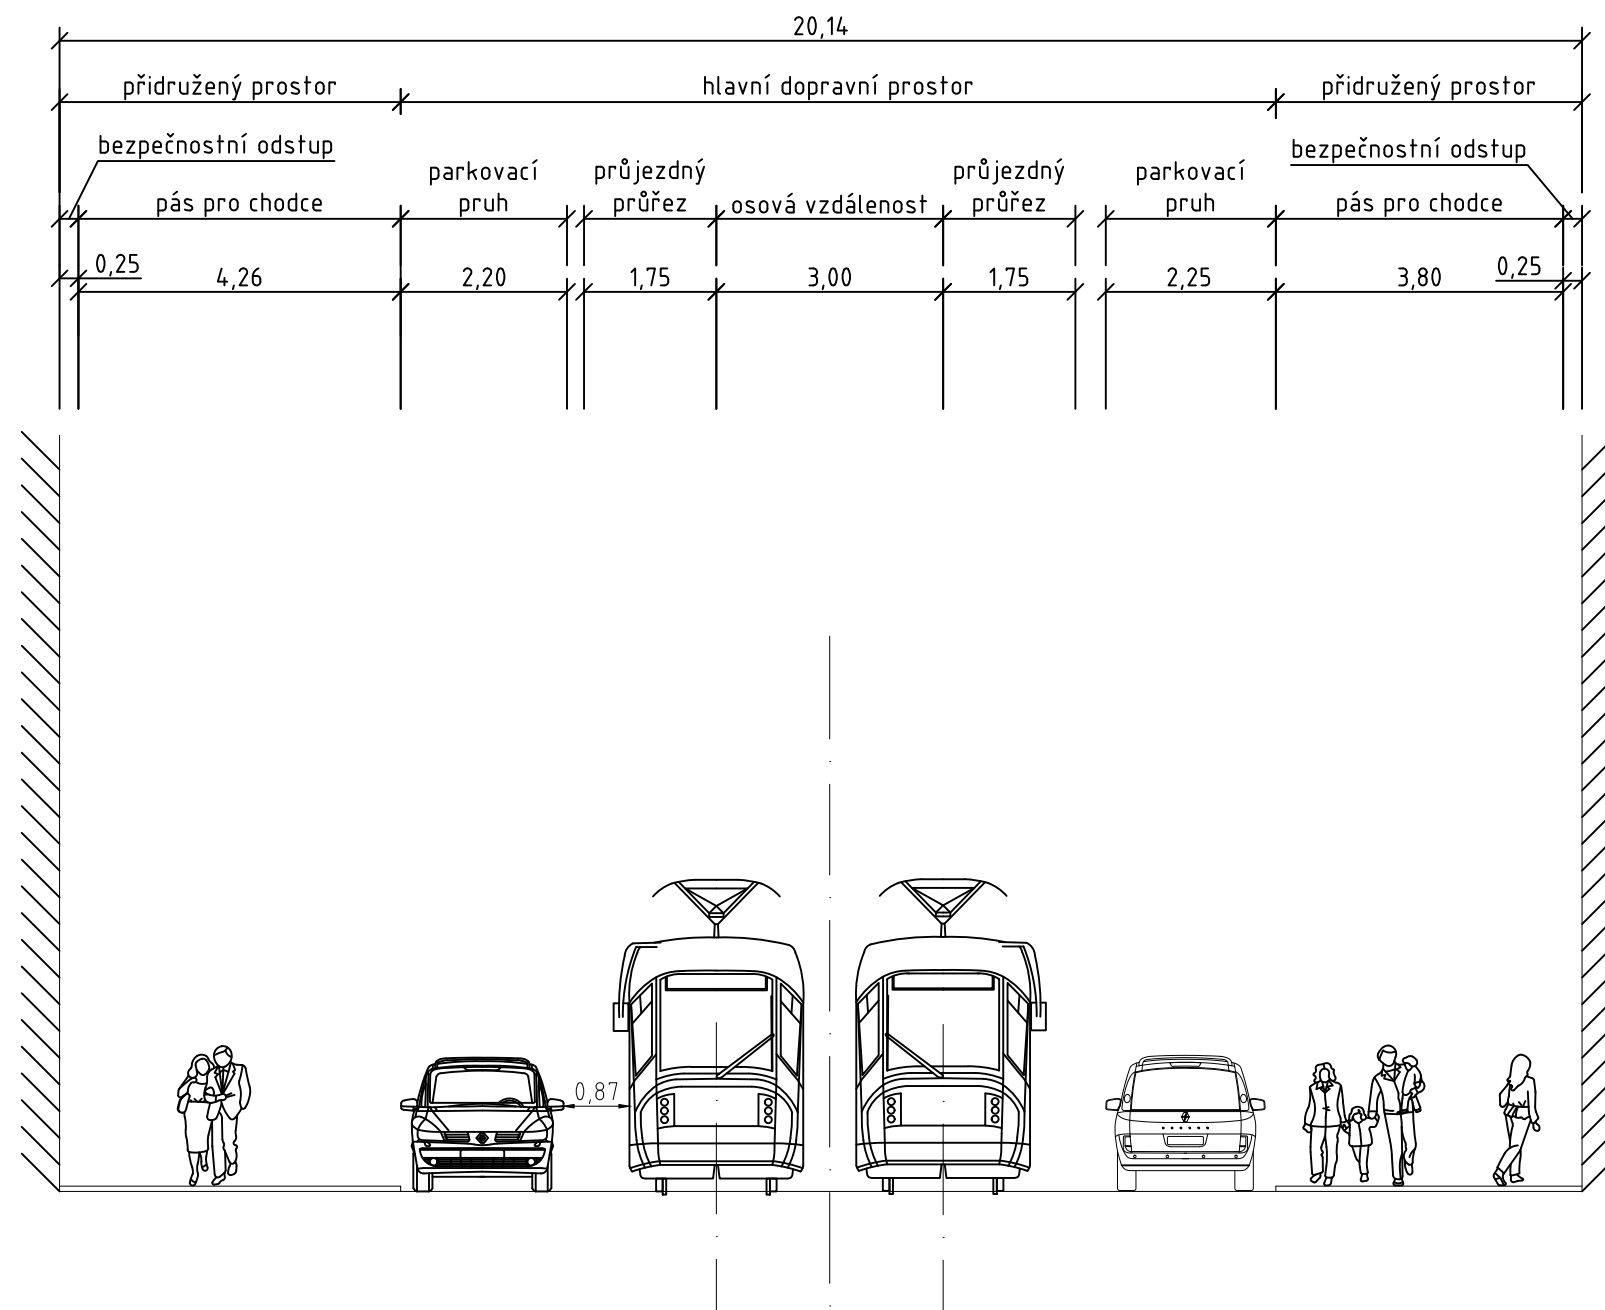 20,14
přidružený prostor
hlavní dopravní prostor
přidružený prostor
bezpečnostní odstup
bezpečnostní odstup
parkovací
průjezdný
průjezdný
parkovací
pás pro chodce
pruh
průřez
osová vzdálenost
průřez
pruh
pás pro chodce
0,25
4,26
2,20
1,75
3,00
1,75
2,25
3,80
0,25
0,87